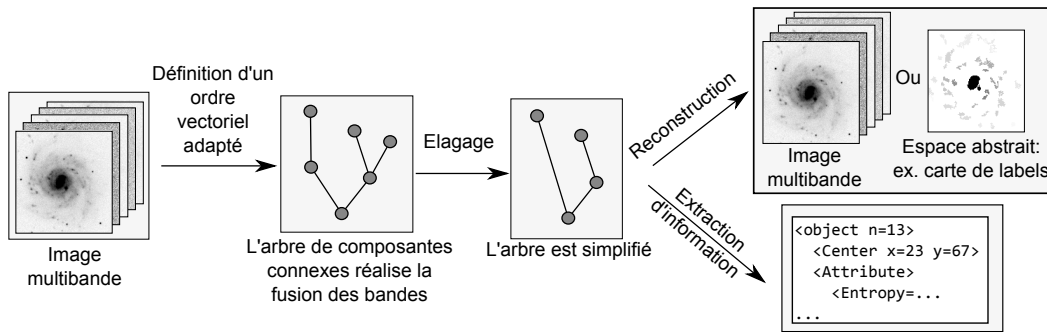 Image
multibande
Définition d'un
ordre
vectoriel
adapté
L'arbre de composantes
connexes réalise la
fusion des bandes
Elagage
L'arbre est simplifié
Reconstruction
Image
multibande
Ou
Espace abstrait:
ex. carte de labels
Extraction
d'information
<object n=13>
<Center x=23 y=67>
<Attribute>
<Entropy=...
...